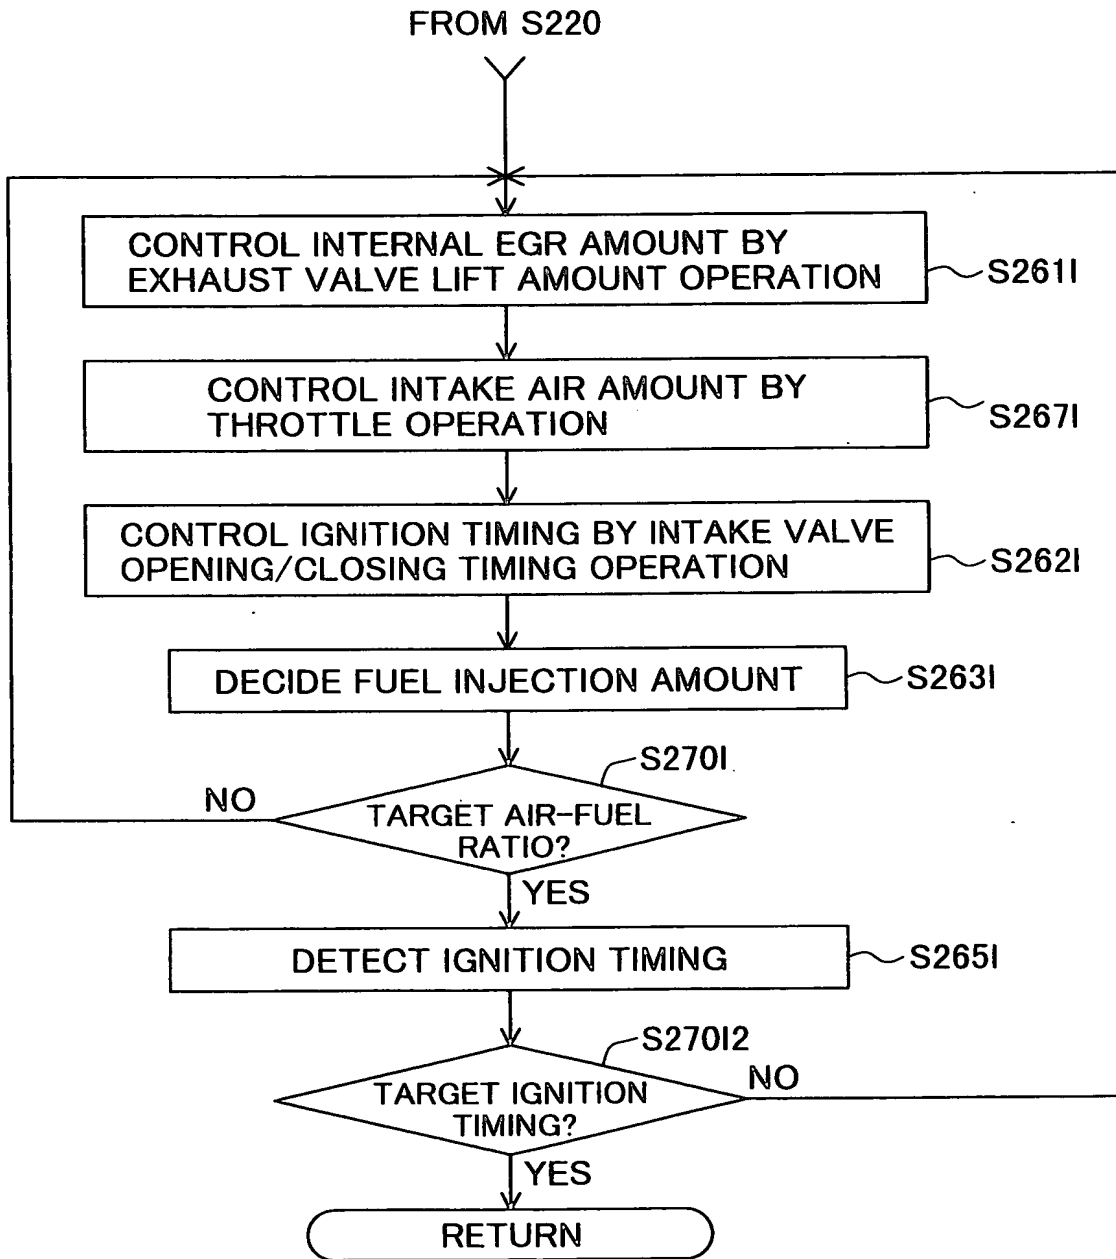 FROM S220
CONTROL INTERNAL EGR AMOUNT BY
EXHAUST VALVE LIFT AMOUNT OPERATION
S261I
CONTROL INTAKE AIR AMOUNT BY
THROTTLE OPERATION
S267I
CONTROL IGNITION TIMING BY INTAKE VALVE
OPENING/CLOSING TIMING OPERATION
S262I
DECIDE FUEL INJECTION AMOUNT
S263I
S270I
NO
TARGET AIR-FUEL
RATIO?
YES
DETECT IGNITION TIMING
S265I
S270I2
TARGET IGNITION
TIMING?
NO
YES
RETURN